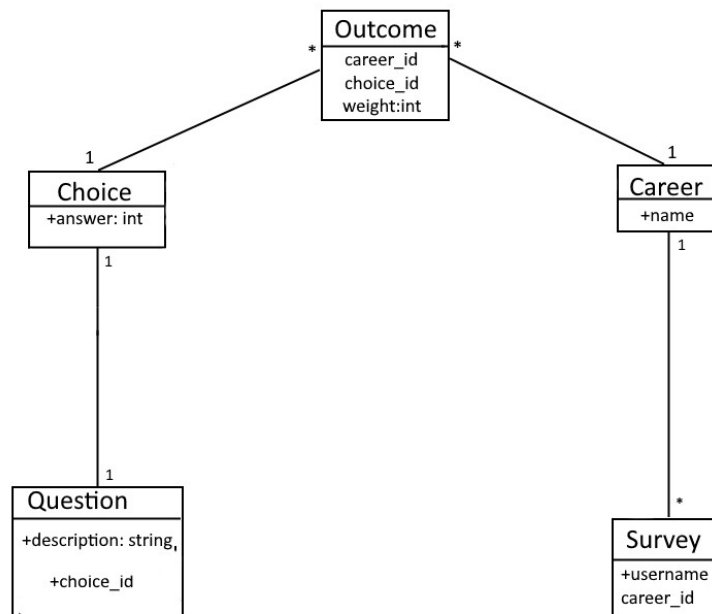 Outcome
* *
career_id
choice_id
weight:int
1 1
Choice
+answer: int
1
Career
+name
1
1
Question
+description: string,
+choice_id
*
Survey
+username
career_id